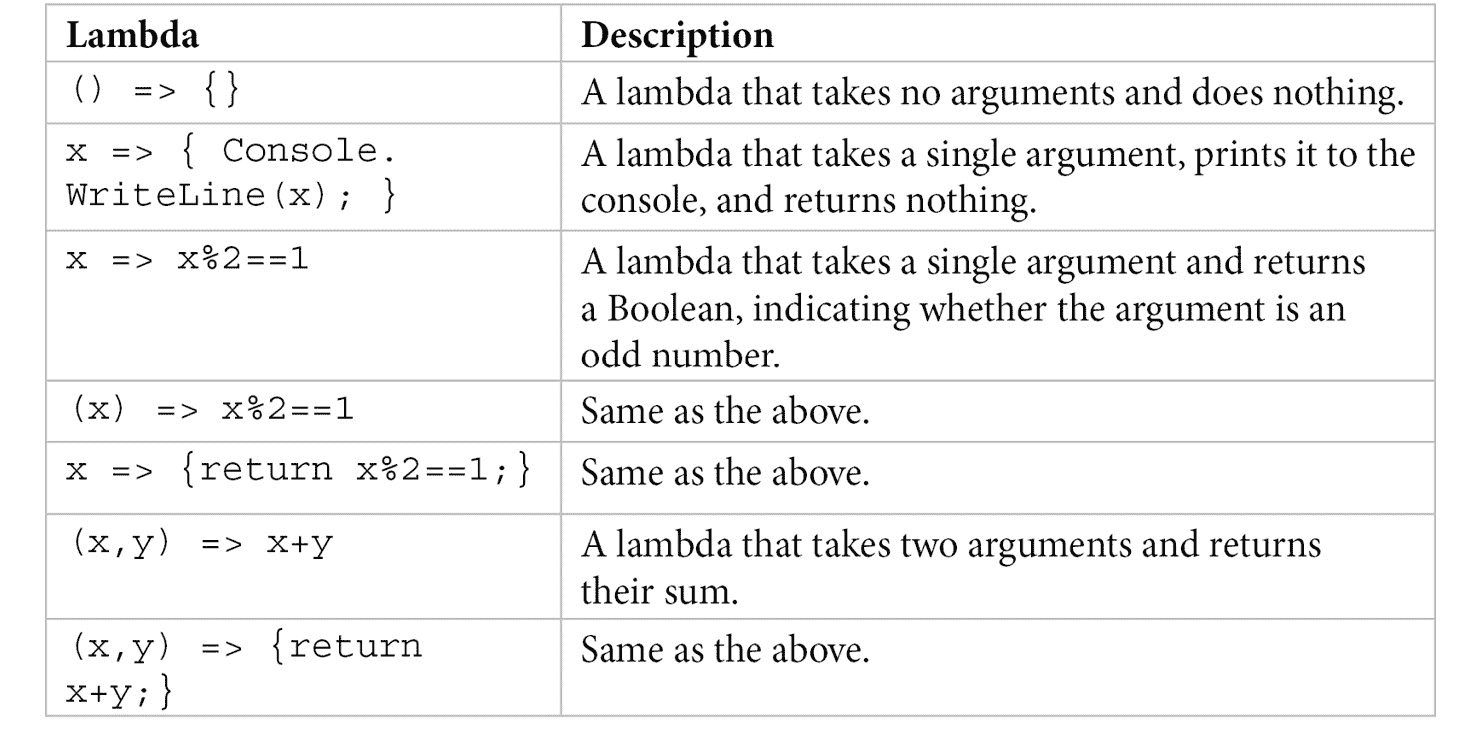 Lambda Description
() => {} A lambda that takes no arguments and does nothing.
x => { Console.
WriteLine(x); }
A lambda that takes a single argument, prints it to the
console, and returns nothing.
x => x%2==1
A lambda that takes a single argument and returns
a Boolean, indicating whether the argument is an
odd number.
(x) => x%2==1 Same as the above.
x => {return x%2==1;} Same as the above.
(x,y) => x+y
A lambda that takes two arguments and returns
their sum.
(x,y) => {return
x+y;}
Same as the above.